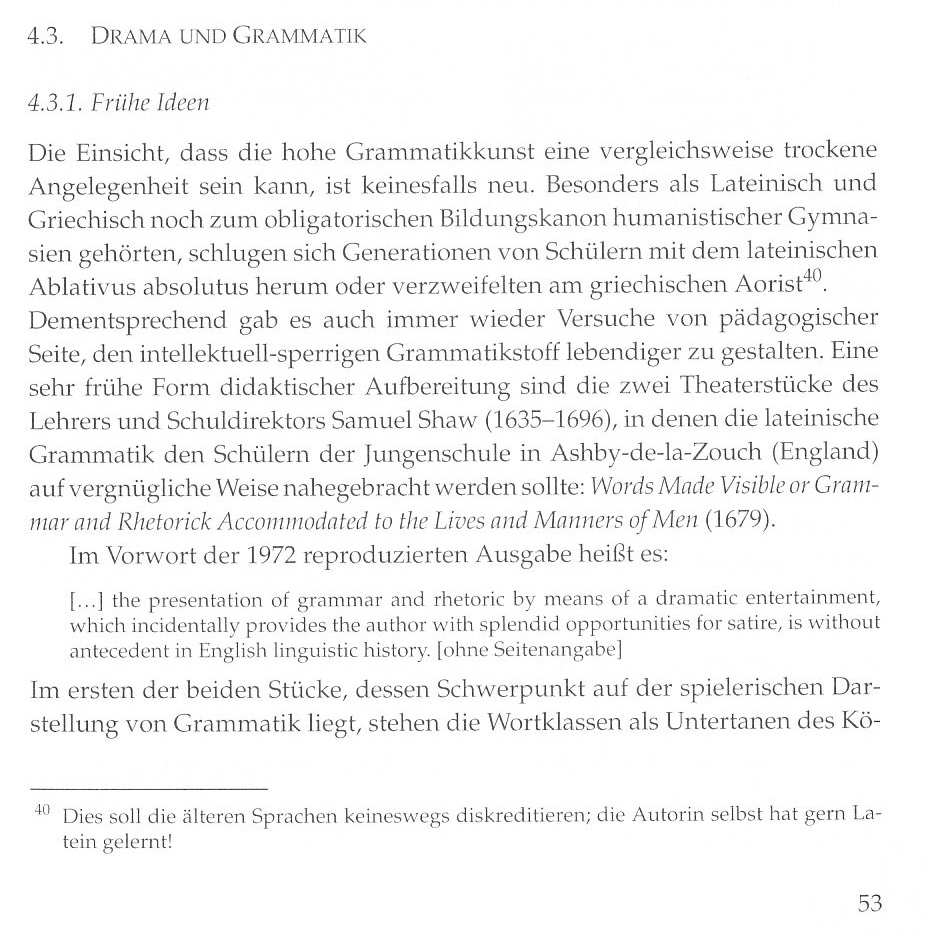 4.3. DRAMA UND GRAMMATIK
4.3.1. Frühe Ideen
Die Einsicht, dass die hohe Grammatikkunst eine vergleichsweise trockene
Angelegenheit sein kann, ist keinesfalls neu. Besonders als Lateinisch und
Griechisch noch zum obligatorischen Bildungskanon humanistischer Gymna-
sien gehörten, schlugen sich Generationen von Schülern mit dem lateinischen
Ablativus absolutus herum oder verzweifelten am griechischen Aorist40.
Dementsprechend gab es auch immer wieder Versuche von pädagogischer
Seite, den intellektuell-sperrigen Grammatikstoff lebendiger zu gestalten. Eine
sehr frühe Form didaktischer Aufbereitung sind die zwei Theaterstücke des
Lehrers und Schuldirektors Samuel Shaw (1635–1696), in denen die lateinische
Grammatik den Schülern der Jungenschule in Ashby-de-la-Zouch (England)
auf vergnügliche Weise nahegebracht werden sollte: Words Made Visible or Gram-
mar and Rhetorick Accommodated to the Lives and Manners of Men (1679).
Im Vorwort der 1972 reproduzierten Ausgabe heißt es:
[…] the presentation of grammar and rhetoric by means of a dramatic entertainment,
which incidentally provides the author with splendid opportunities for satire, is without
antecedent in English linguistic history. [ohne Seitenangabe]
Im ersten der beiden Stücke, dessen Schwerpunkt auf der spielerischen Dar-
stellung von Grammatik liegt, stehen die Wortklassen als Untertanen des Kö-
40 Dies soll die älteren Sprachen keineswegs diskreditieren; die Autorin selbst hat gern La-
tein gelernt!
53